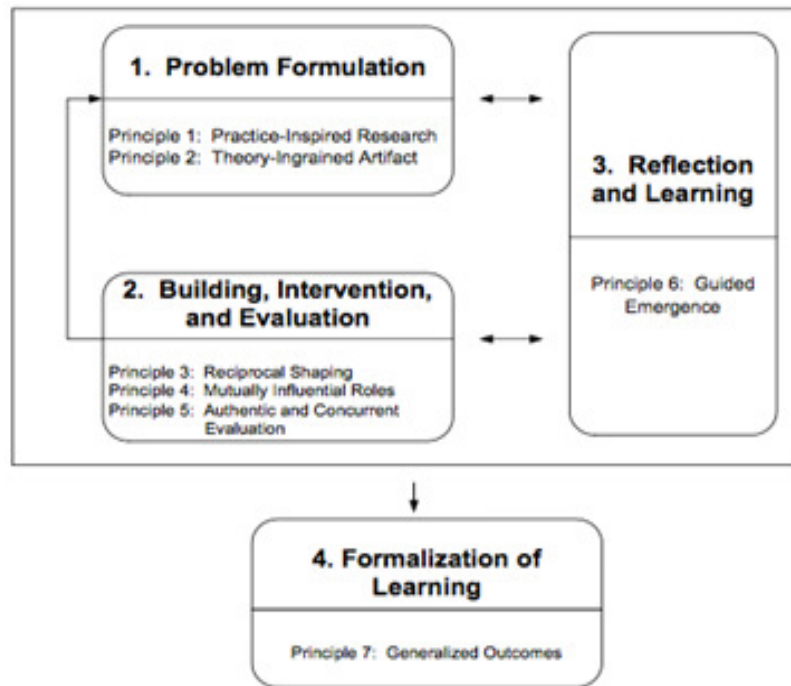 1. Problem Formulation
Principle 1: Practice-Inspired Research
Principle 2: Theory-Ingrained Artifact
2. Building, Intervention,
and Evaluation
Principle 3: Reciprocal Shaping
Principle 4: Mutually Influential Roles
Principle 5: Authentic and Concurrent
Evaluation
3. Reflection
and Learning
Principle 6: Guided
Emergence
4. Formalization of
Learning
Principle 7: Generalized Outcomes